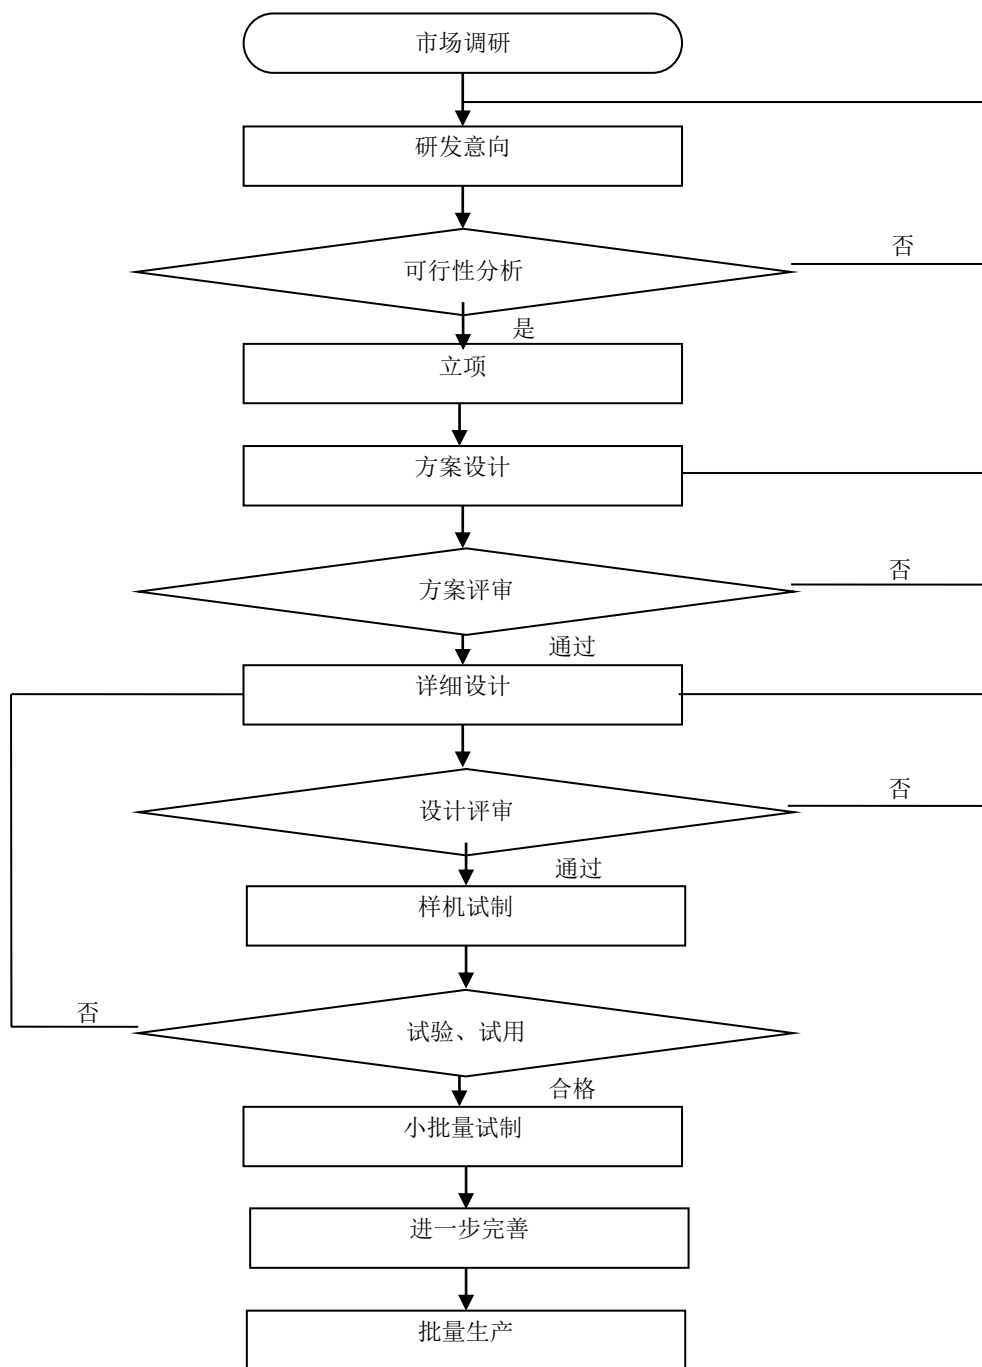 市场调研
研发意向
可行性分析
否
是
立项
方案设计
方案评审
否
通过
详细设计
设计评审
否
通过
样机试制
否
试验、试用
合格
小批量试制
进一步完善
批量生产